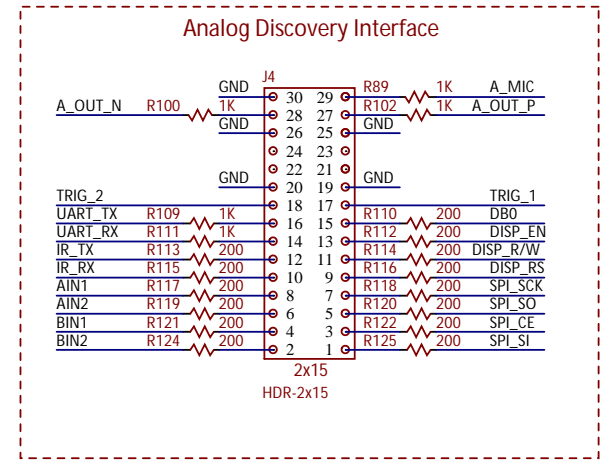 Analog Discovery Interface
J4
GND 30 29 R89 1K A_MIC
A_OUT_N R100 1K 28 27 R102 1K A_OUT_P
GND 26 25 GND
24 23
22 21
GND 20 19 GND
TRIG_2 18 17 TRIG_1
UART_TX R109 1K 16 15 R110 200 DB0
UART_RX R111 1K 14 13 R112 200 DISP_EN
IR_TX R113 200 12 11 R114 200 DISP_R/W
IR_RX R115 200 10 9 R116 200 DISP_RS
AIN1 R117 200 8 7 R118 200 SPI_SCK
AIN2 R119 200 6 5 R120 200 SPI_SO
BIN1 R121 200 4 3 R122 200 SPI_CE
BIN2 R124 200 2 1 R125 200 SPI_SI
2x15
HDR-2x15